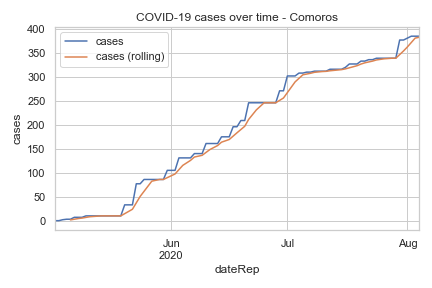 COVID-19 cases over time - Comoros
cases
cases (rolling)
400
350
300
250
200
150
100
50
0
cases
Jun
2020
Jul
Aug
dateRep